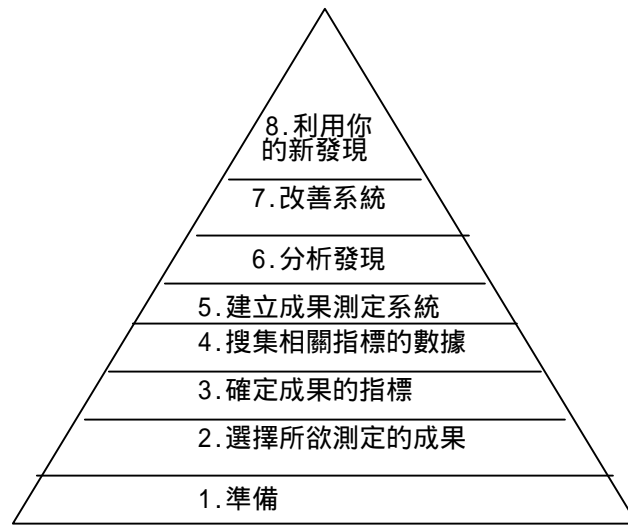 8.利用你
的新發現
7.改善系統
6.分析發現
5.建立成果測定系統
4.搜集相關指標的數據
3.確定成果的指標
2.選擇所欲測定的成果
1.準備